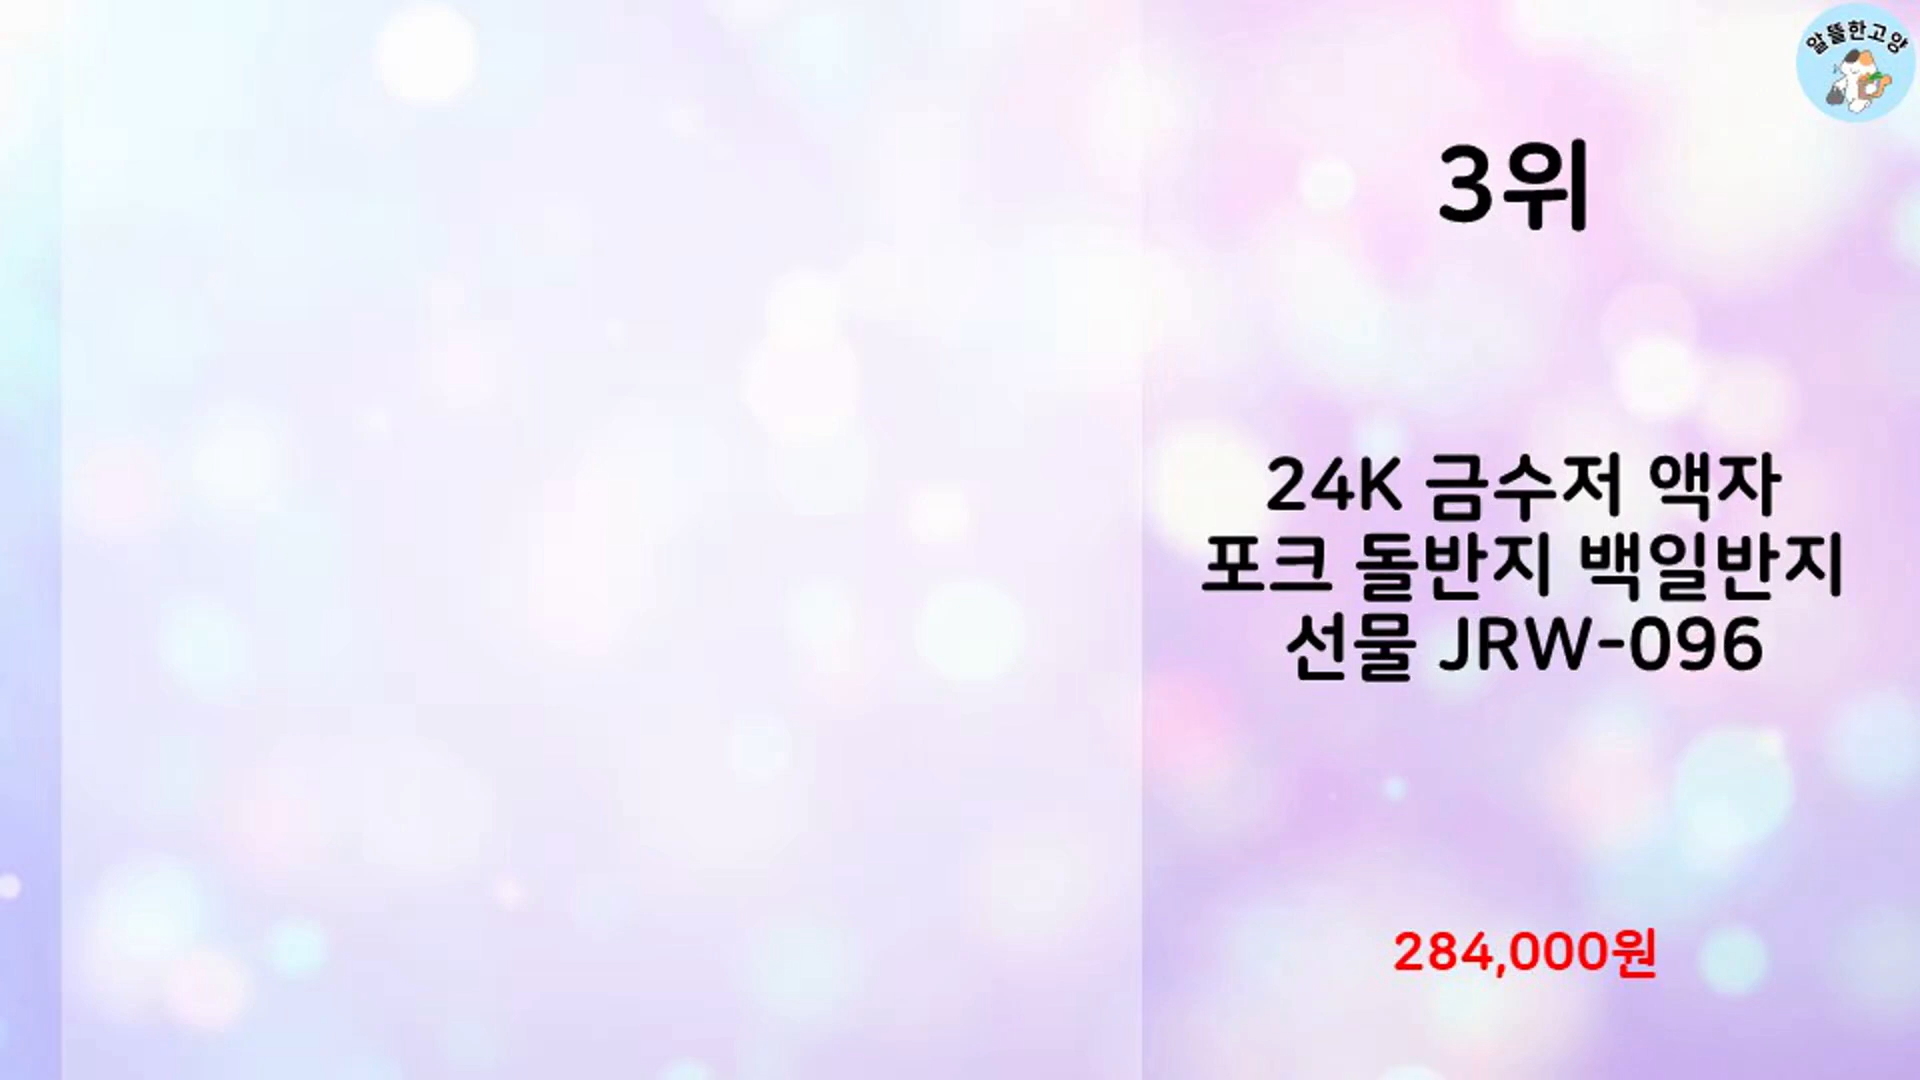 알뜰한고양
3위
24K 금수저 액자
포크 돌반지 백일반지
선물 JRW-096
284,000원